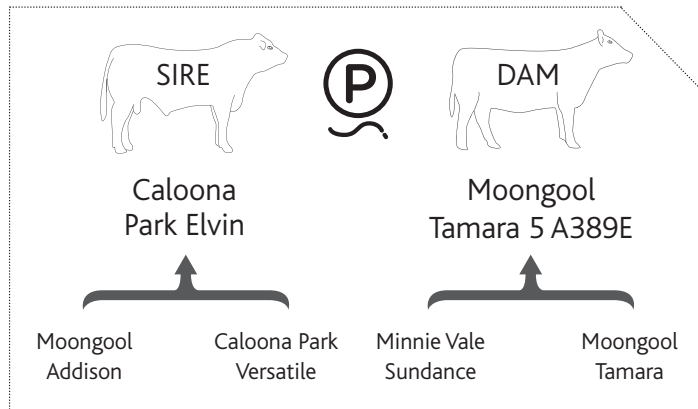 SIRE
P
DAM
Caloona
Park Elvin
Moongool
Tamara 5 A389E
Moongool
Addison
Caloona Park
Versatile
Minnie Vale
Sundance
Moongool
Tamara